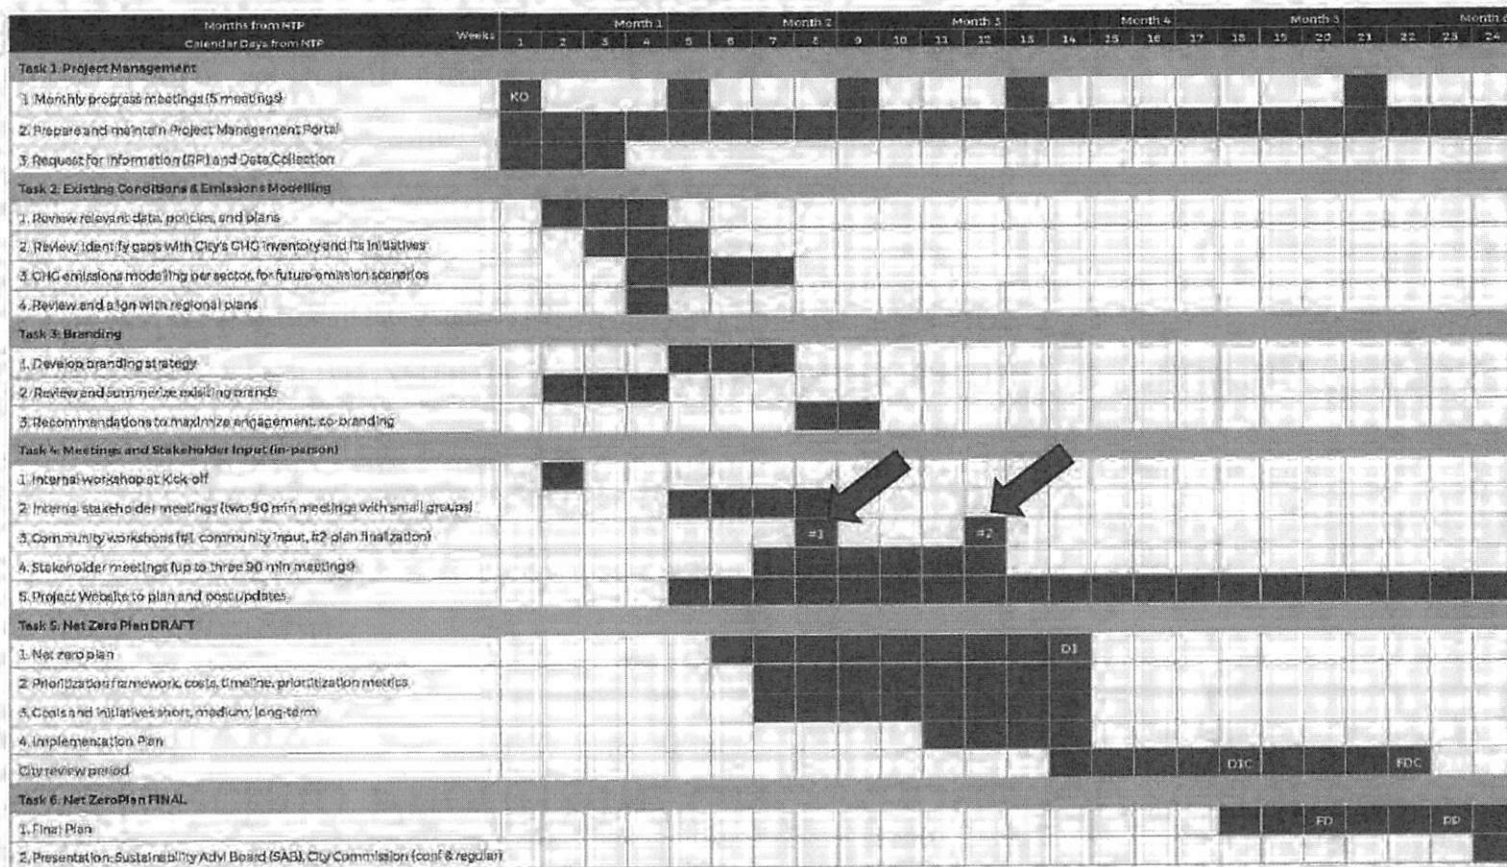 Months from NTP Month 1 Month 2 Month 3 Month 4 Month 5 Month
Calendar Days from NTP Weeks 1 2 3 4 5 6 7 8 9 10 11 12 13 14 15 16 17 18 19 20 21 22 23 24
Task 1: Project Management
1. Monthly progress meetings (5 meetings) KO
2. Prepare and maintain Project Management Portal
3. Request for Information (RFI) and Data Collection
Task 2: Existing Conditions & Emissions Modelling
1. Review relevant data, policies, and plans
2. Review, identify gaps with City's GHG inventory and its initiatives
3. GHG emissions modelling per sector, for future emission scenarios
4. Review and align with regional plans
Task 3: Branding
1. Develop branding strategy
2. Review and summerize exisiting brands
3. Recommendations to maximize engagement, co-branding
Task 4: Meetings and Stakeholder Input (in-person)
1. Internal workshop at kick-off
2. Internal stakeholder meetings (two 90 min meetings with small groups)
3. Community workshops (#1 community input, #2 plan finalization) #1 #2
4. Stakeholder meetings (up to three 90 min meetings)
5. Project Website to plan and post updates
Task 5: Net Zero Plan DRAFT
1. Net zero plan D1
2. Prioritization framework, costs, timeline, prioritization metrics
3. Goals and initiatives short, medium, long-term
4. Implementation Plan
City review period D1C FDC
Task 6: Net Zero Plan FINAL
1. Final Plan FD
2. Presentation: Sustainability Advi Board (SAB), City Commission (conf & regular)